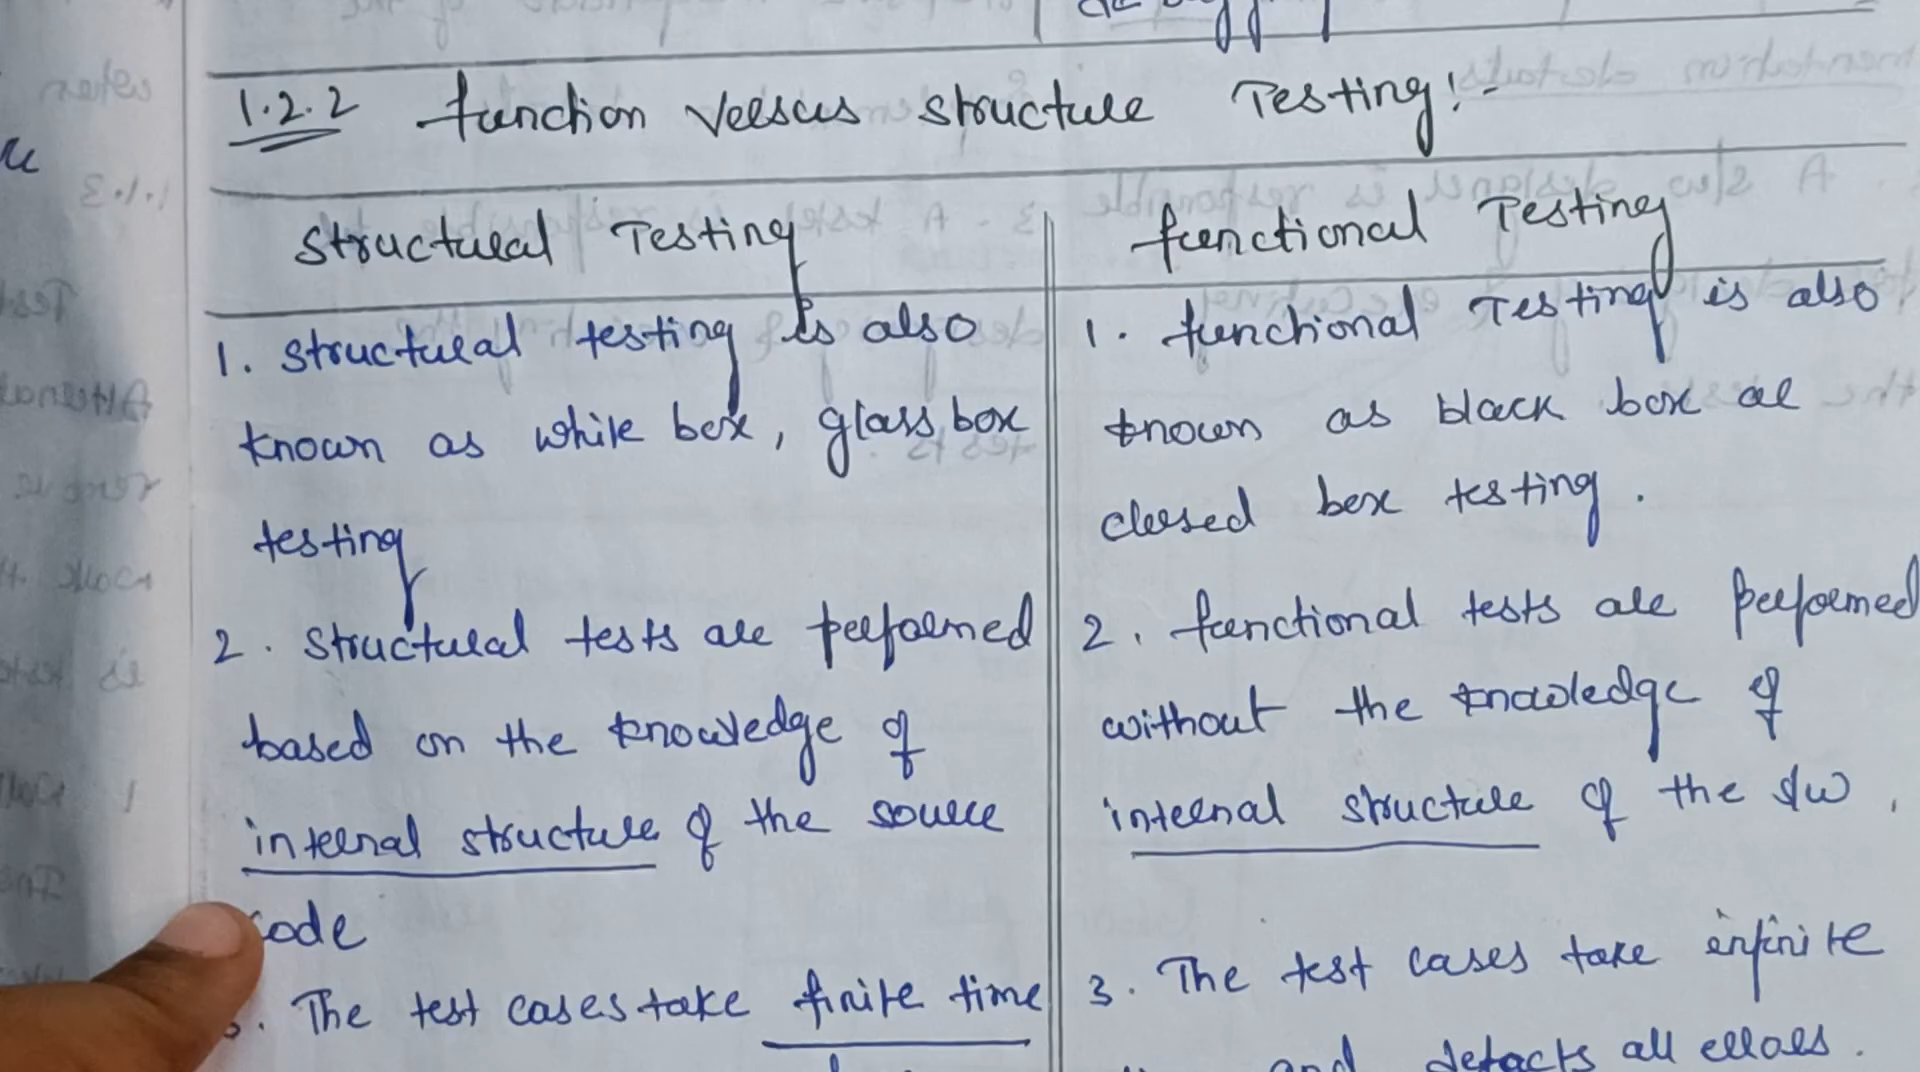 1.2.2 function versus structure Testing:-
Structural Testing
1. structural testing is also
known as white box, glass box
testing
2. structural tests are performed
based on the knowledge of
internal structure of the source
code
3. The test cases take finite time
functional Testing
1. functional Testing is also
known as black box or
closed box testing.
2. functional tests are performed
without the knowledge of
internal structure of the s/w.
3. The test cases take infinite
and detects all errors.